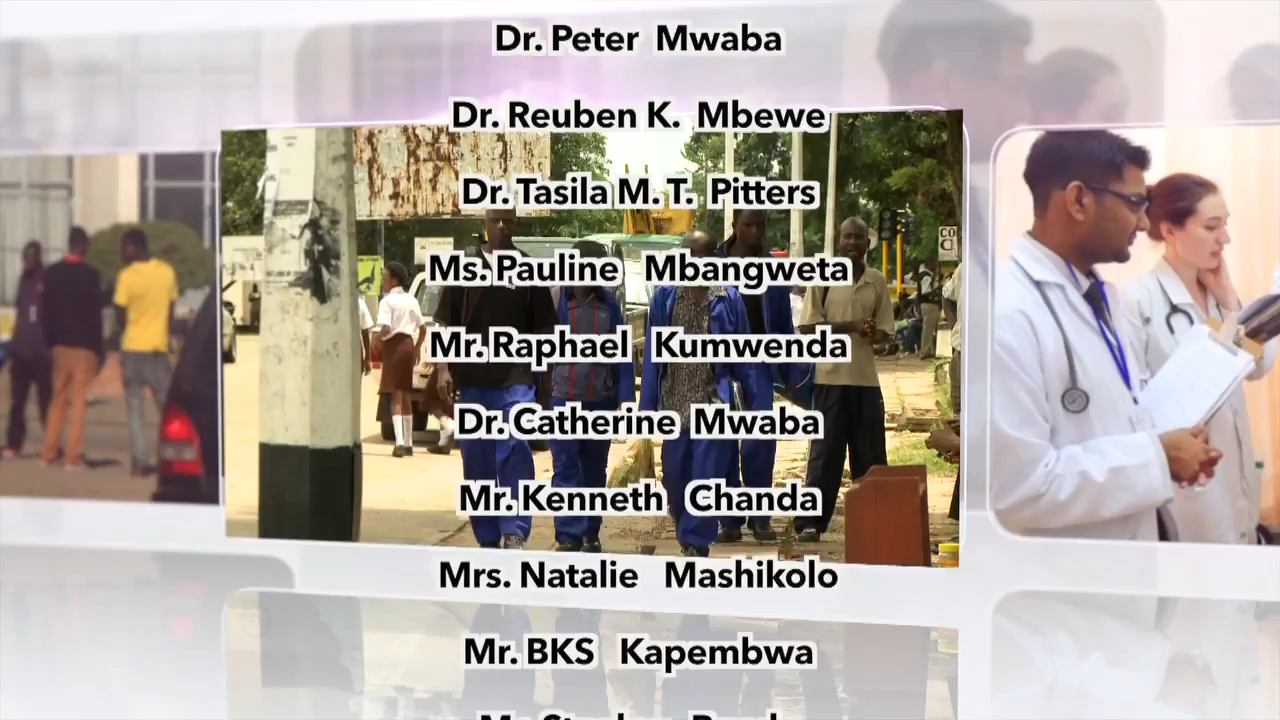 Dr. Peter Mwaba
Dr. Reuben K. Mbewe
Dr. Tasila M. T. Pitters
Ms. Pauline Mbangweta
Mr. Raphael Kumwenda
Dr. Catherine Mwaba
Mr. Kenneth Chanda
Mrs. Natalie Mashikolo
Mr. BKS Kapembwa